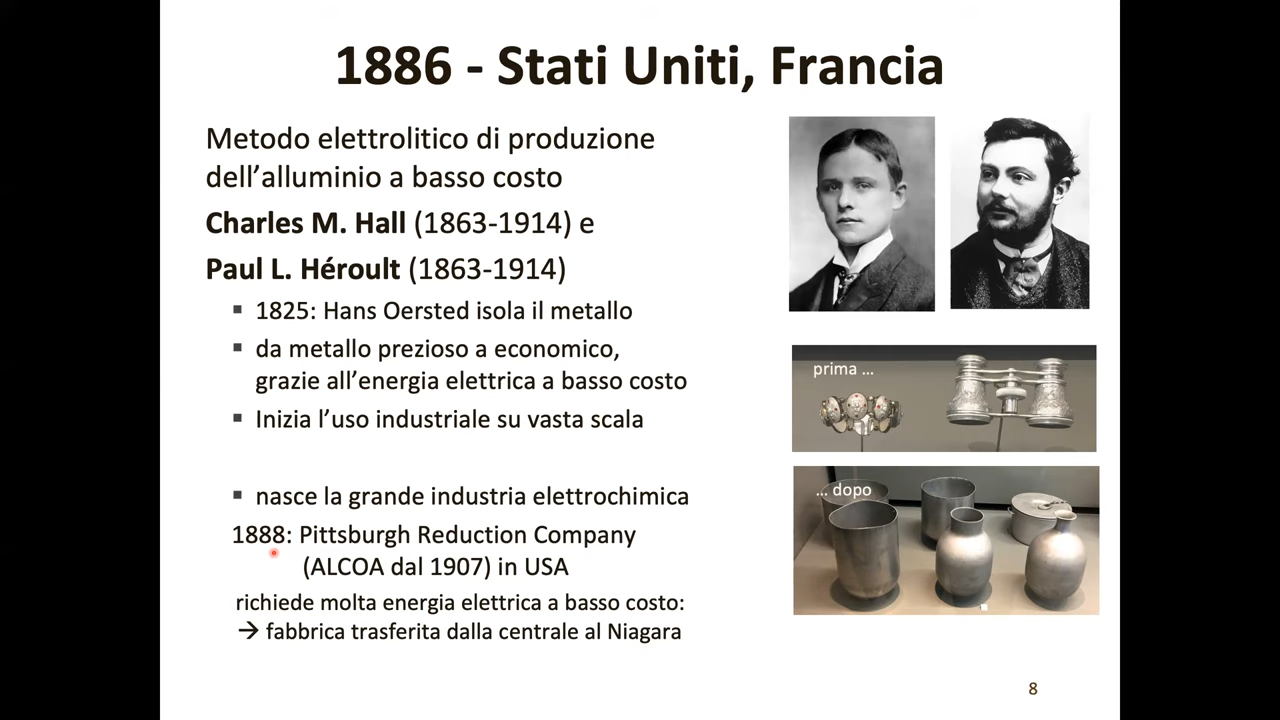 1886 - Stati Uniti, Francia
Metodo elettrolitico di produzione
dell’alluminio a basso costo
Charles M. Hall (1863-1914) e
Paul L. Héroult (1863-1914)
▪ 1825: Hans Oersted isola il metallo
▪ da metallo prezioso a economico,
grazie all’energia elettrica a basso costo
▪ Inizia l’uso industriale su vasta scala
▪ nasce la grande industria elettrochimica
1888: Pittsburgh Reduction Company
(ALCOA dal 1907) in USA
richiede molta energia elettrica a basso costo:
→ fabbrica trasferita dalla centrale al Niagara
prima ...
... dopo
8